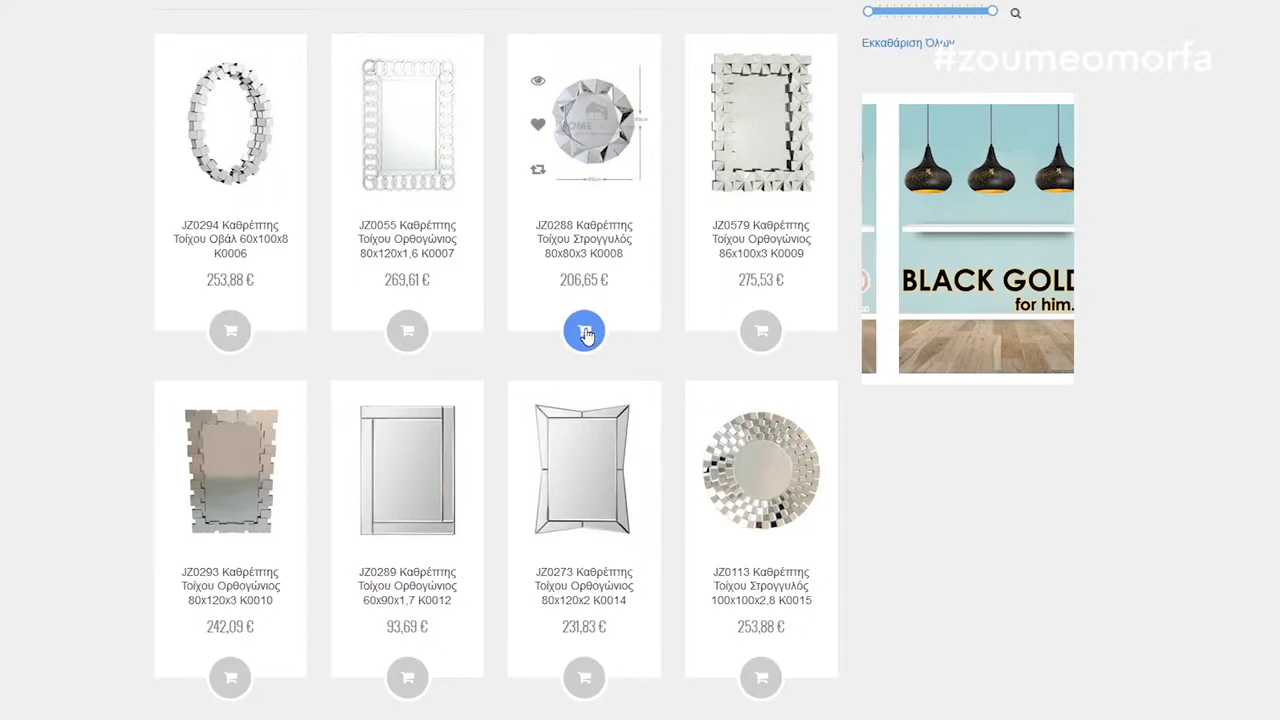 Εκκαθάριση Όλων
#zoumeomorfa
JZ0294 Καθρέπτης
Τοίχου Οβάλ 60x100x8
K0006
253,88 €
JZ0055 Καθρέπτης
Τοίχου Ορθογώνιος
80x120x1,6 K0007
269,61 €
JZ0288 Καθρέπτης
Τοίχου Στρογγυλός
80x80x3 K0008
206,65 €
JZ0579 Καθρέπτης
Τοίχου Ορθογώνιος
86x100x3 K0009
275,53 €
BLACK GOLD
for him.
JZ0293 Καθρέπτης
Τοίχου Ορθογώνιος
80x120x3 K0010
242,09 €
JZ0289 Καθρέπτης
Τοίχου Ορθογώνιος
60x90x1,7 K0012
93,69 €
JZ0273 Καθρέπτης
Τοίχου Ορθογώνιος
80x120x2 K0014
231,83 €
JZ0113 Καθρέπτης
Τοίχου Στρογγυλός
100x100x2,8 K0015
253,88 €